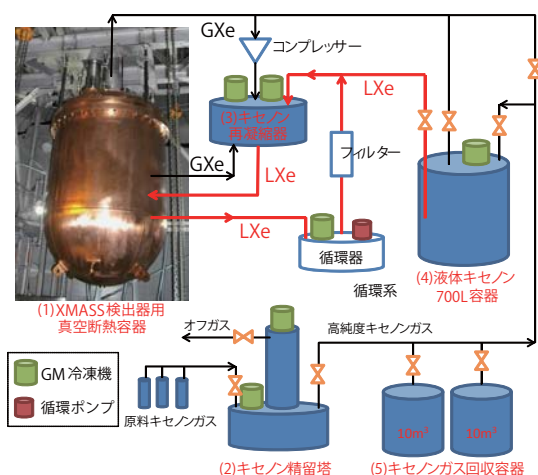 GXe
コンプレッサー
(3)キセノン
再凝縮器
LXe
LXe
GXe
フィルター
LXe
LXe
循環器
循環系
(4)液体キセノン
700L容器
(1)XMASS検出器用
真空断熱容器
オフガス
高純度キセノンガス
GM冷凍機
循環ポンプ
原料キセノンガス
10m³
10m³
(2)キセノン精留塔
(5)キセノンガス回収容器